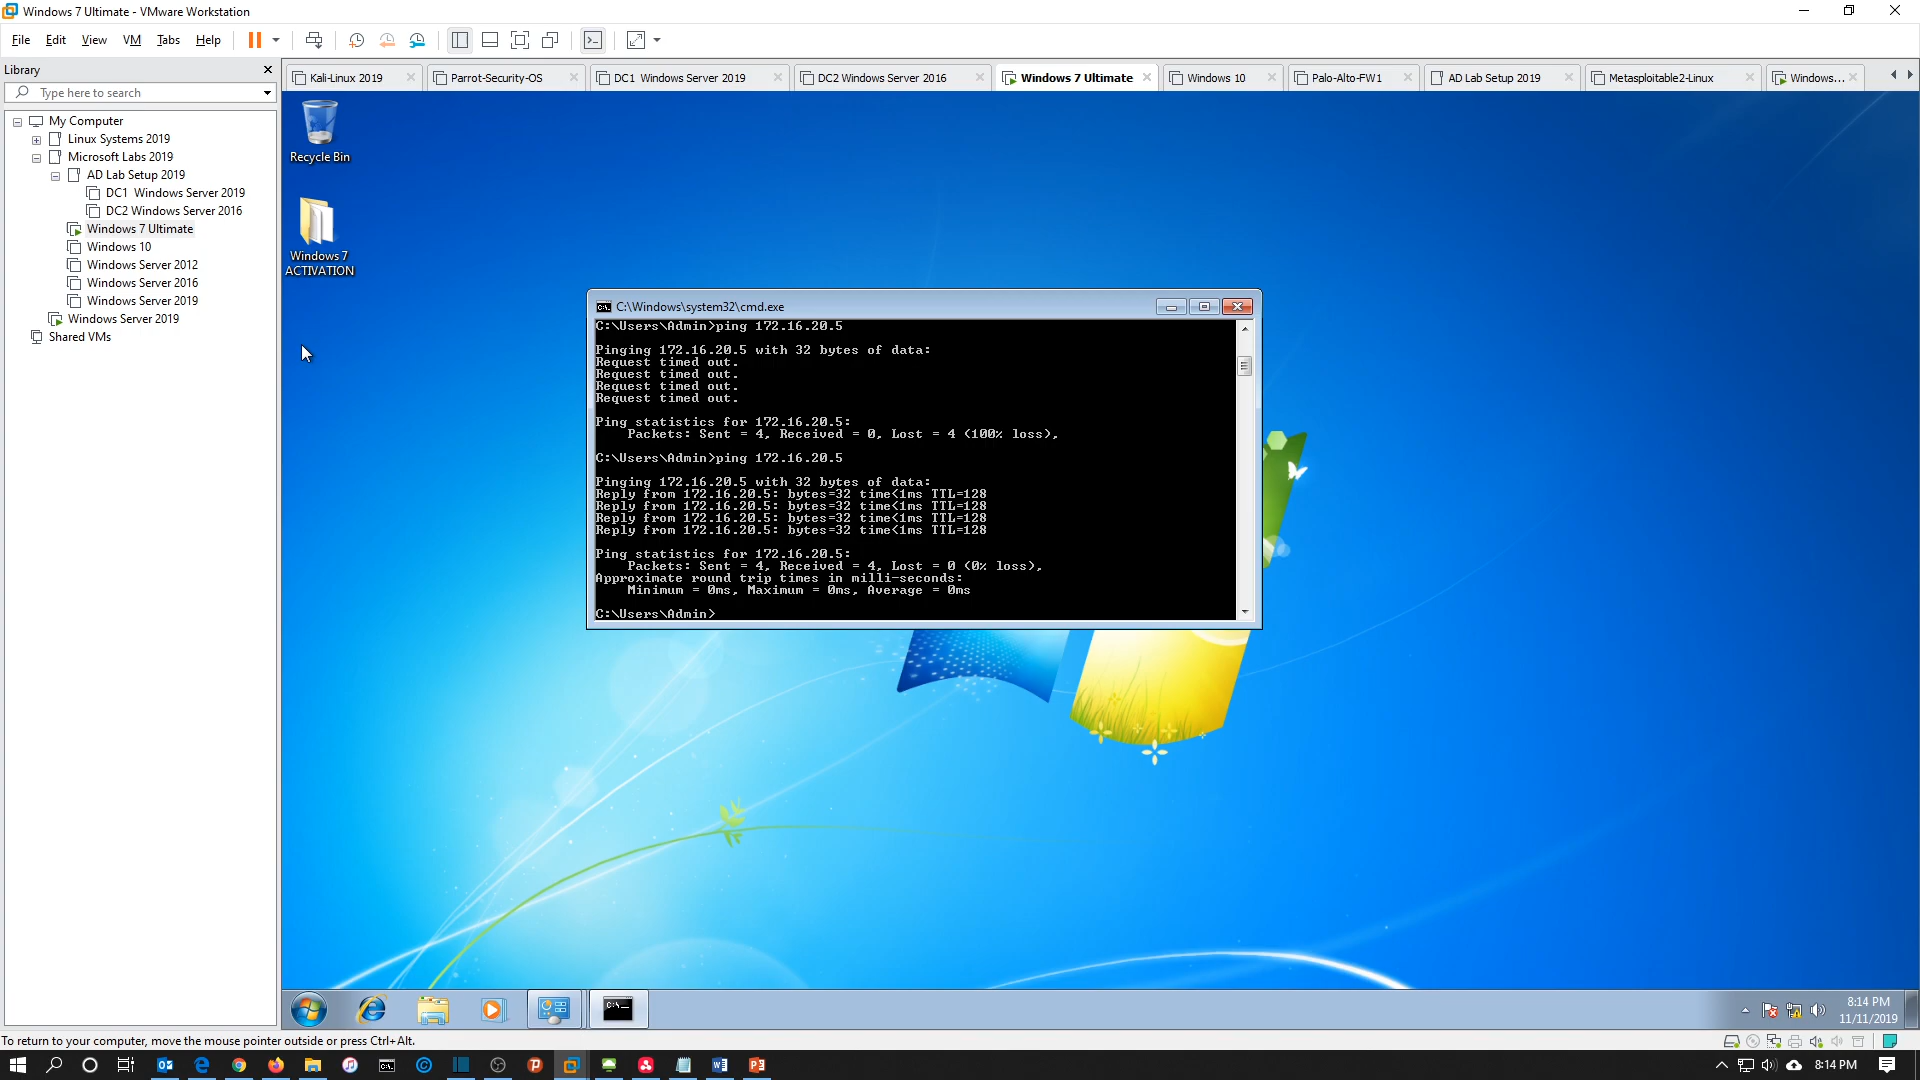 Windows 7 Ultimate - VMware Workstation
File Edit View VM Tabs Help
Library
Type here to search
My Computer
Linux Systems 2019
Microsoft Labs 2019
AD Lab Setup 2019
DC1 Windows Server 2019
DC2 Windows Server 2016
Windows 7 Ultimate
Windows 10
Windows Server 2012
Windows Server 2016
Windows Server 2019
Windows Server 2019
Shared VMs
Kali-Linux 2019 Parrot-Security-OS DC1 Windows Server 2019 DC2 Windows Server 2016 Windows 7 Ultimate Windows 10 Palo-Alto-FW1 AD Lab Setup 2019 Metasploitable2-Linux Windows...
Recycle Bin
Windows 7
ACTIVATION
C:\Windows\system32\cmd.exe
C:\Users\Admin>ping 172.16.20.5
Pinging 172.16.20.5 with 32 bytes of data:
Request timed out.
Request timed out.
Request timed out.
Request timed out.
Ping statistics for 172.16.20.5:
Packets: Sent = 4, Received = 0, Lost = 4 (100% loss),
C:\Users\Admin>ping 172.16.20.5
Pinging 172.16.20.5 with 32 bytes of data:
Reply from 172.16.20.5: bytes=32 time<1ms TTL=128
Reply from 172.16.20.5: bytes=32 time<1ms TTL=128
Reply from 172.16.20.5: bytes=32 time<1ms TTL=128
Reply from 172.16.20.5: bytes=32 time<1ms TTL=128
Ping statistics for 172.16.20.5:
Packets: Sent = 4, Received = 4, Lost = 0 (0% loss),
Approximate round trip times in milli-seconds:
Minimum = 0ms, Maximum = 0ms, Average = 0ms
C:\Users\Admin>
8:14 PM
11/11/2019
To return to your computer, move the mouse pointer outside or press Ctrl+Alt.
8:14 PM